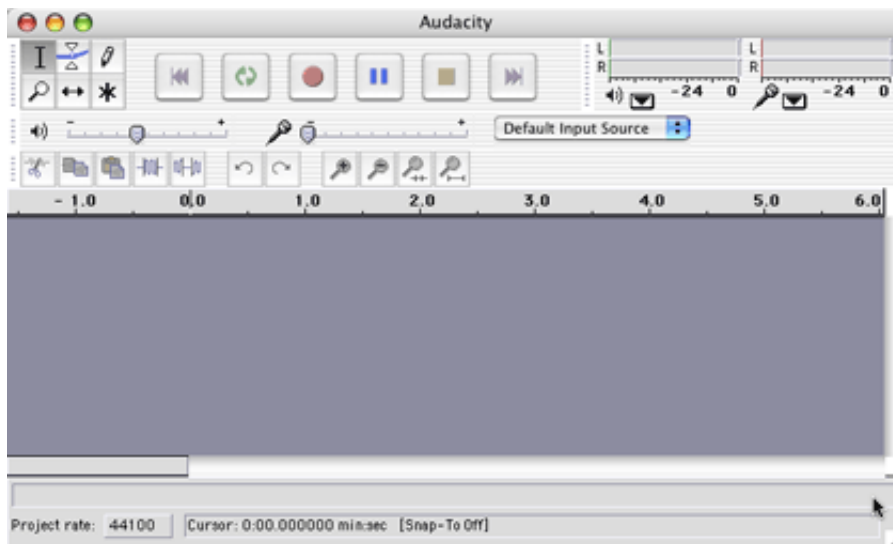 Audacity
L
R
-24 0
L
R
-24 0
- + - +
Default Input Source
- 1.0 0.0 1.0 2.0 3.0 4.0 5.0 6.0
Project rate: 44100 Cursor: 0:00.000000 min:sec [Snap-To Off]